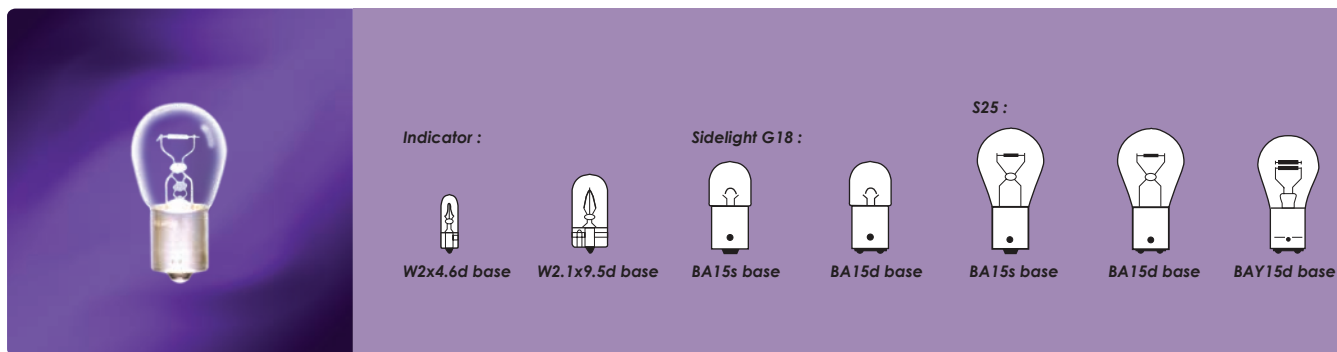 S25 :
Indicator :
Sidelight G18 :
W2x4.6d base
W2.1x9.5d base
BA15s base
BA15d base
BA15s base
BA15d base
BAY15d base